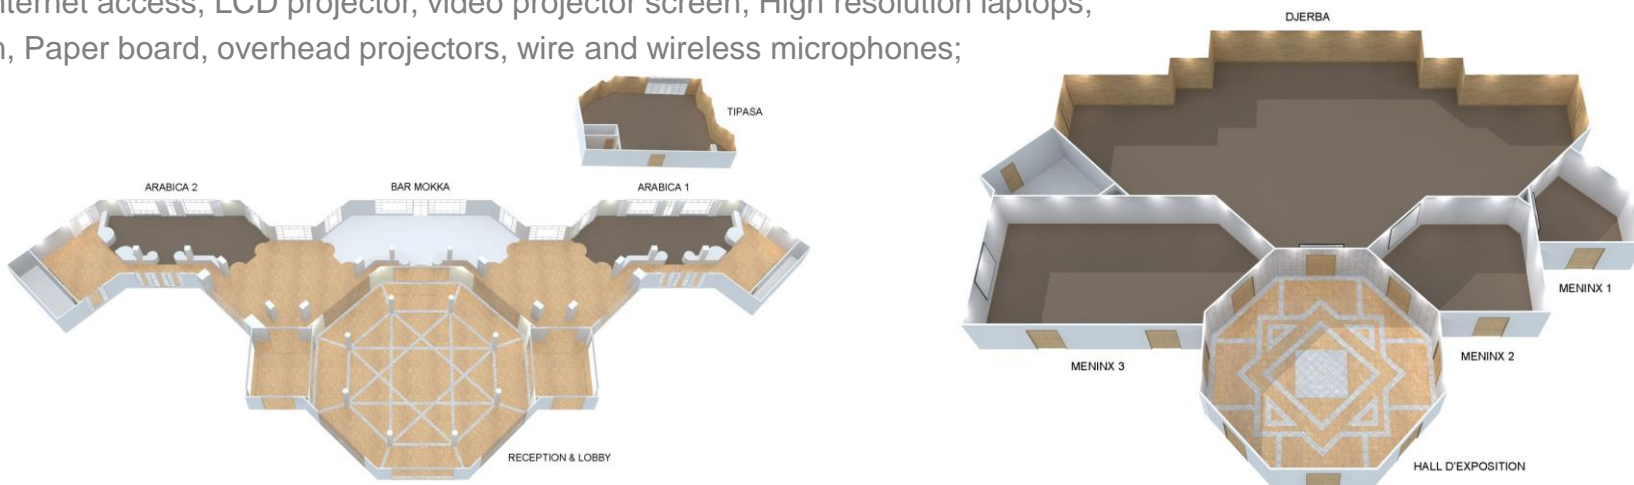 access, LCD projector, video projector screen, High resolution laptops;
Paper board, overhead projectors, wire and wireless microphones;
DJERBA
TIPASA
ARABICA 2
BAR MOKKA
ARABICA 1
MENINX 1
MENINX 2
MENINX 3
RECEPTION & LOBBY
HALL D'EXPOSITION